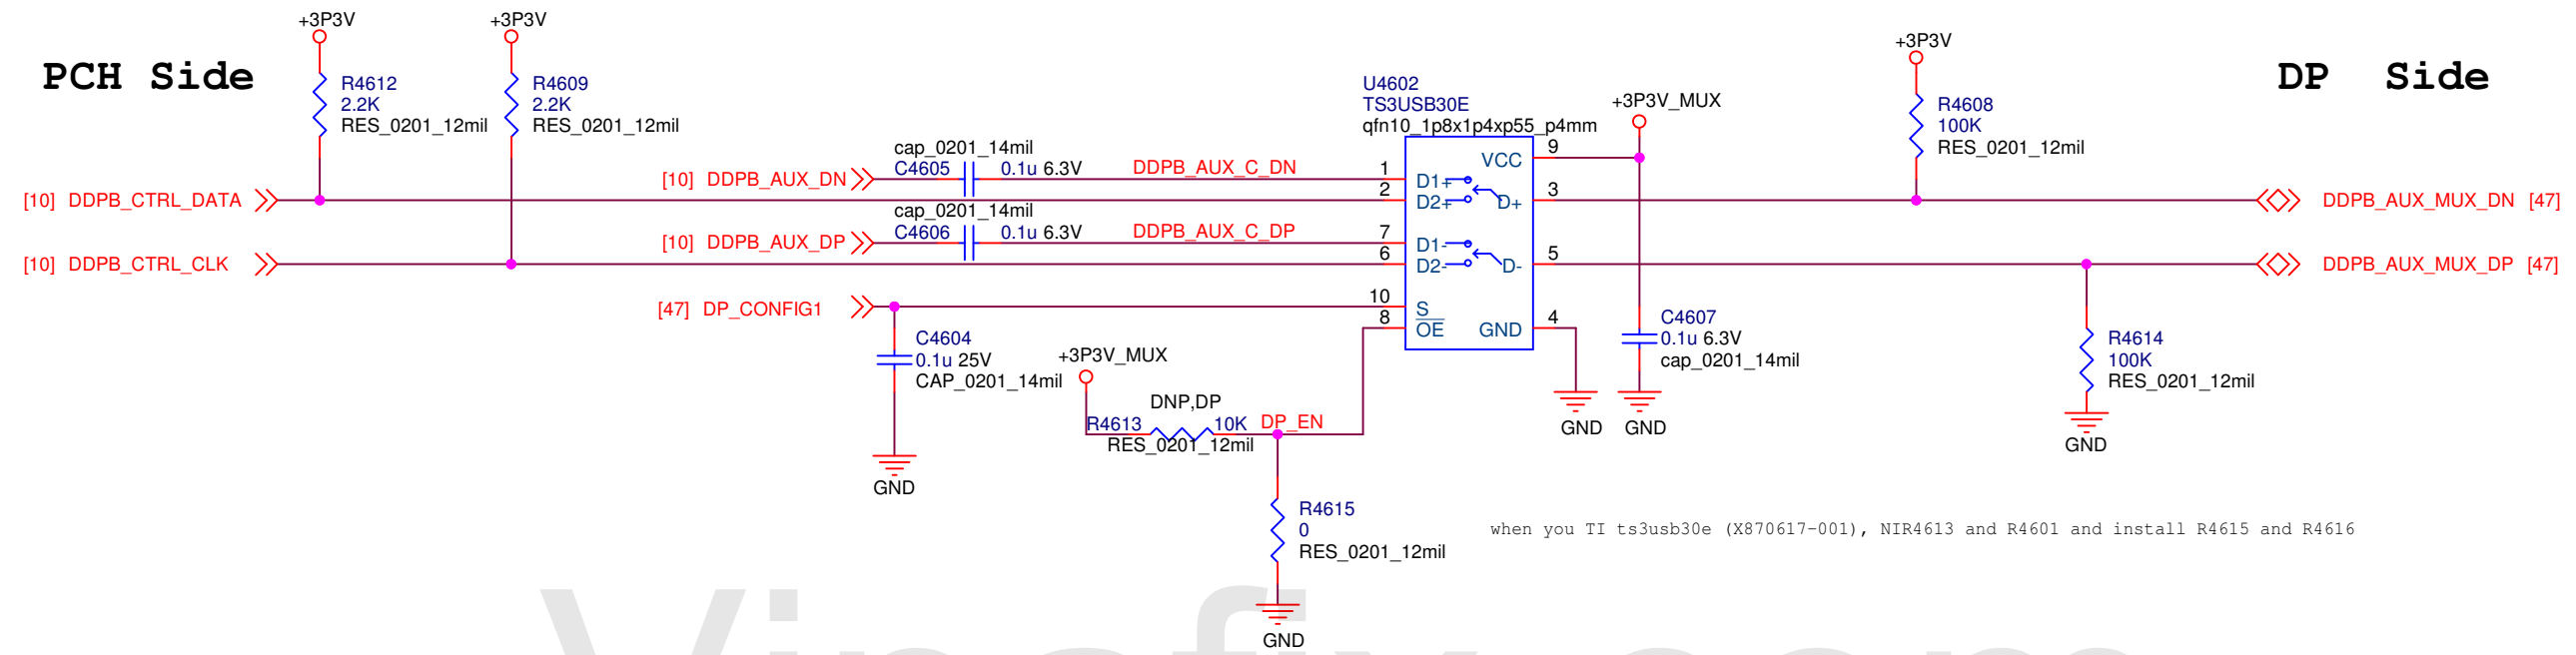 +3P3V
+3P3V
+3P3V
PCH Side
DP Side
R4612
2.2K
RES_0201_12mil
R4609
2.2K
RES_0201_12mil
U4602
TS3USB30E
qfn10_1p8x1p4xp55_p4mm
+3P3V_MUX
R4608
100K
RES_0201_12mil
cap_0201_14mil
C4605 0.1u 6.3V
[10] DDPB_AUX_DN
DDPB_AUX_C_DN
[10] DDPB_CTRL_DATA
cap_0201_14mil
C4606 0.1u 6.3V
[10] DDPB_AUX_DP
DDPB_AUX_C_DP
[10] DDPB_CTRL_CLK
[47] DP_CONFIG1
1 D1+
2 D2+
7 D1-
6 D2-
10 S
8 OE
VCC 9
D+ 3
D- 5
GND 4
DDPB_AUX_MUX_DN [47]
DDPB_AUX_MUX_DP [47]
C4604
0.1u 25V
CAP_0201_14mil
GND
+3P3V_MUX
DNP,DP
R4613 10K
RES_0201_12mil
DP_EN
C4607
0.1u 6.3V
cap_0201_14mil
GND GND
R4614
100K
RES_0201_12mil
GND
R4615
0
RES_0201_12mil
GND
when you TI ts3usb30e (X870617-001), NIR4613 and R4601 and install R4615 and R4616